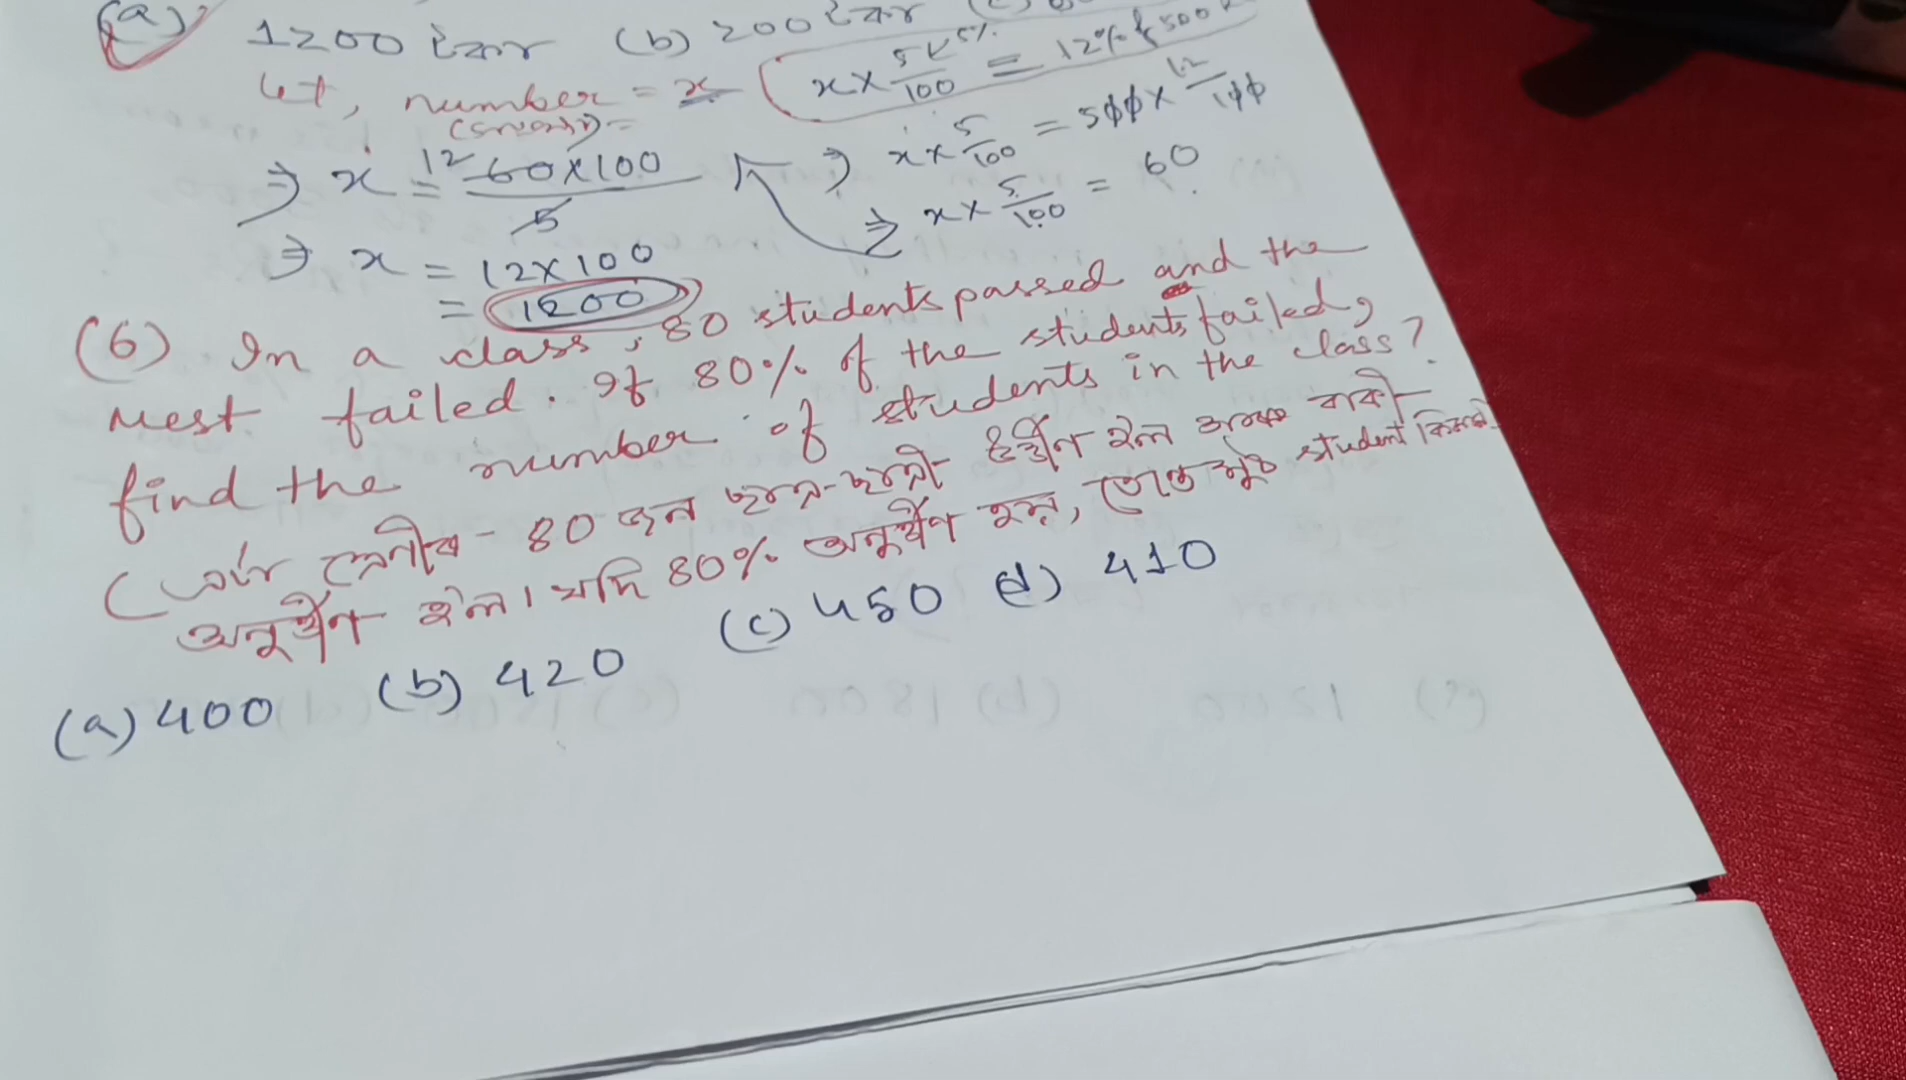 (a) 1200 টকার (b) 200 টকার
Let, number = x ( x × 5/100 = 12% of 500
⇒ x = 60×100 / 5 ⇒ x × 5/100 = 500 × 12/100
⇒ x × 5/100 = 60
⇒ x = 12×100
= 1200
(6) In a class, 80 students passed and the
rest failed. If 80% of the students failed,
find the number of students in the class?
80 জন ছাত্র-ছাত্রী উত্তীৰ্ণ হ'ল আৰু বাকী
অনুত্তীৰ্ণ হ'ল। যদি 80% অনুত্তীৰ্ণ হয়, তেন্তে মুঠ student কিমান
(a) 400 (b) 420 (c) 450 (d) 410